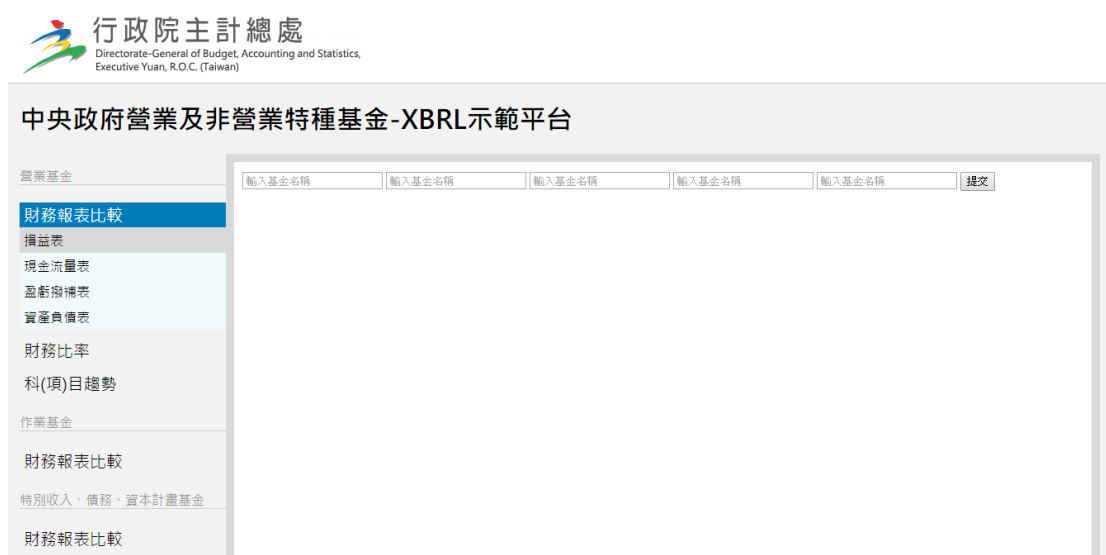 行政院主計總處
Directorate-General of Budget, Accounting and Statistics,
Executive Yuan, R.O.C. (Taiwan)
中央政府營業及非營業特種基金-XBRL示範平台
營業基金
輸入基金名稱 輸入基金名稱 輸入基金名稱 輸入基金名稱 輸入基金名稱 提交
財務報表比較
損益表
現金流量表
盈虧撥補表
資產負債表
財務比率
科(項)目趨勢
作業基金
財務報表比較
特別收入、債務、資本計畫基金
財務報表比較